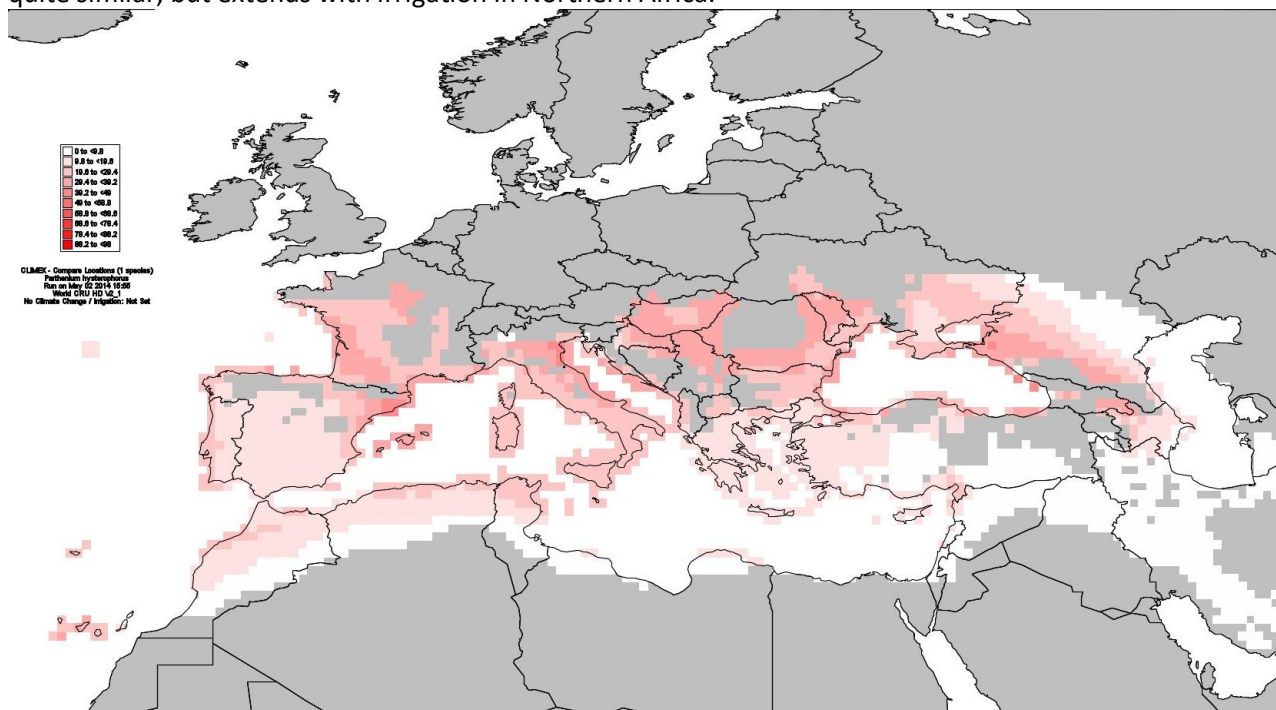 quite similar, but extends with irrigation in Northern Africa.
0 to <9.8
9.8 to <19.6
19.6 to <29.4
29.4 to <39.2
39.2 to <49
49 to <58.8
58.8 to <68.6
68.6 to <78.4
78.4 to <88.2
88.2 to <98
CLIMEX - Compare Locations (1 species)
Parthenium hysterophorus
Run on May 02 2014 15:55
World CRU HD V2_1
No Climate Change / Irrigation: Not Set